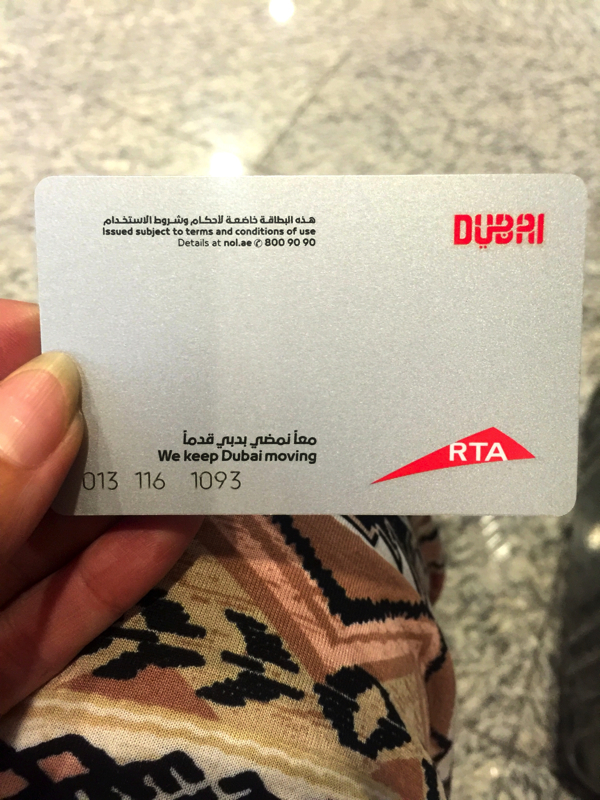 هذه البطاقة خاضعة لأحكام وشروط الاستخدام
Issued subject to terms and conditions of use
Details at nol.ae ✆ 800 90 90
DUBAI
معاً نمضي بدبي قدماً
We keep Dubai moving
RTA
013 116 1093